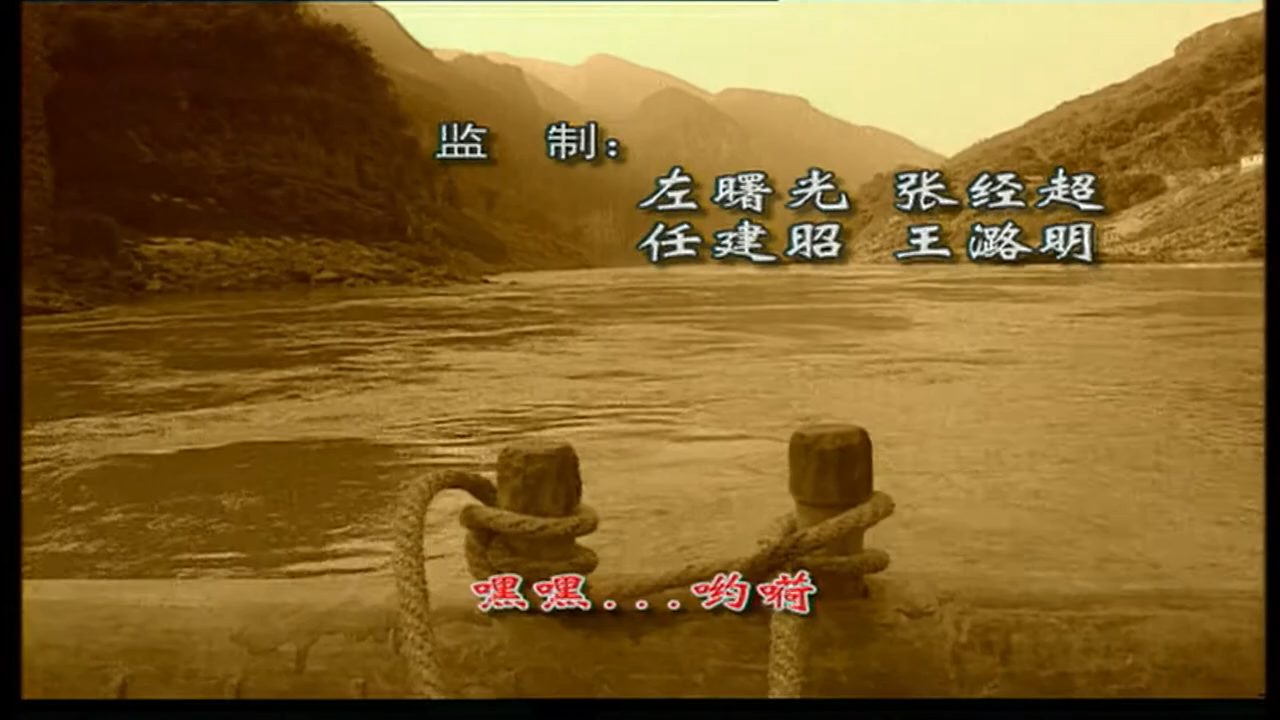 监 制：
左曙光 张经超
任建昭 王潞明
嘿嘿...哟嗬